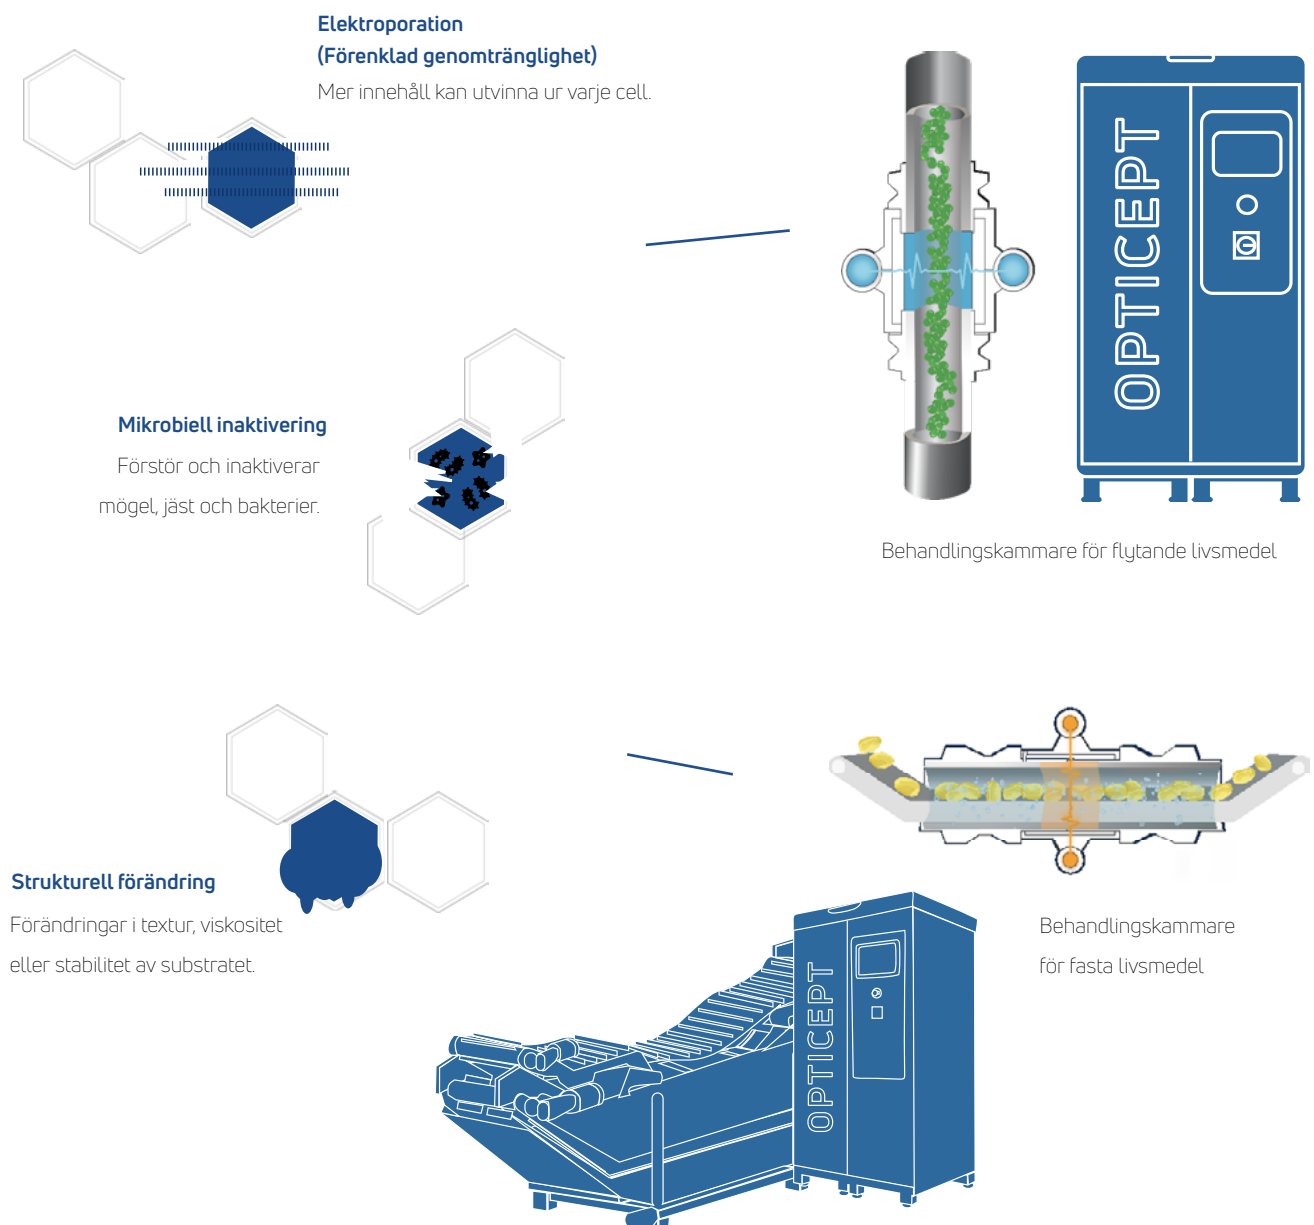 Elektroporation
(Förenklad genomtränglighet)
Mer innehåll kan utvinna ur varje cell.
OPTICEPT
Mikrobiell inaktivering
Förstör och inaktiverar
mögel, jäst och bakterier.
Behandlingskammare för flytande livsmedel
Strukturell förändring
Förändringar i textur, viskositet
eller stabilitet av substratet.
Behandlingskammare
för fasta livsmedel
OPTICEPT